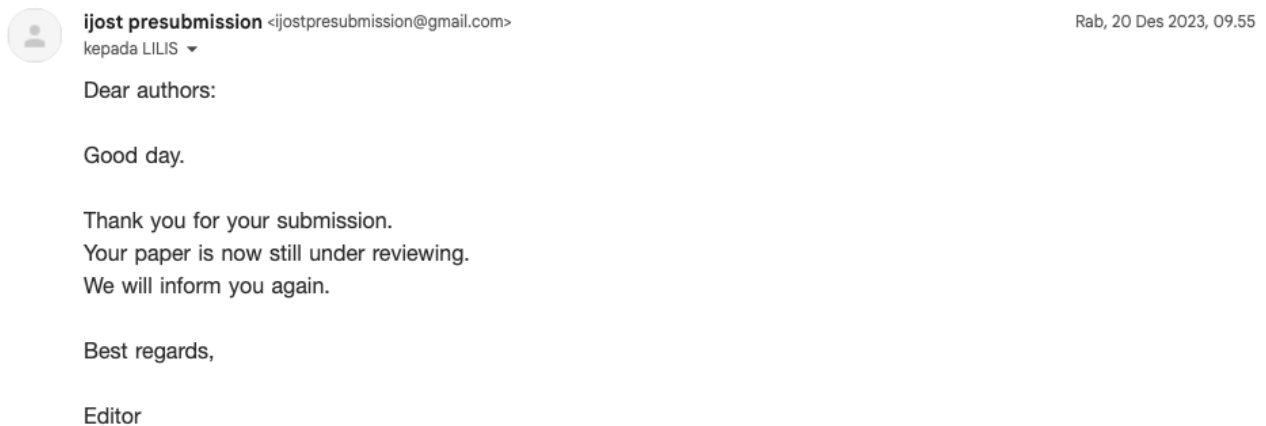 ijost presubmission <ijostpresubmission@gmail.com> Rab, 20 Des 2023, 09.55
kepada LILIS
Dear authors:
Good day.
Thank you for your submission.
Your paper is now still under reviewing.
We will inform you again.
Best regards,
Editor